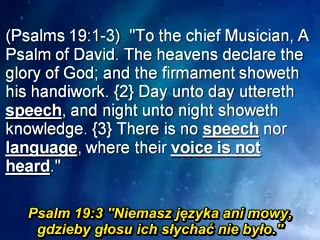 (Psalms 19:1-3)  "To the chief Musician, A
Psalm of David. The heavens declare the
glory of God; and the firmament showeth
his handiwork. {2} Day unto day uttereth
speech, and night unto night showeth
knowledge. {3} There is no speech nor
language, where their voice is not
heard."
Psalm 19:3 "Niemasz języka ani mowy,
gdzieby głosu ich słychać nie było."